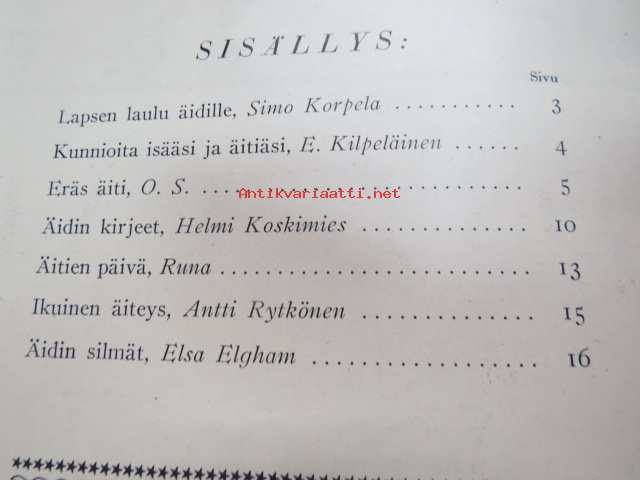 SISÄLLYS:
Sivu
Lapsen laulu äidille, Simo Korpela ............ 3
Kunnioita isääsi ja äitiäsi, E. Kilpeläinen ...... 4
Eräs äiti, O. S. ........................ 5
Antikvariaatti.net
Äidin kirjeet, Helmi Koskimies .............. 10
Äitien päivä, Runa .......................... 13
Ikuinen äiteys, Antti Rytkönen ............... 15
Äidin silmät, Elsa Elgham ................... 16